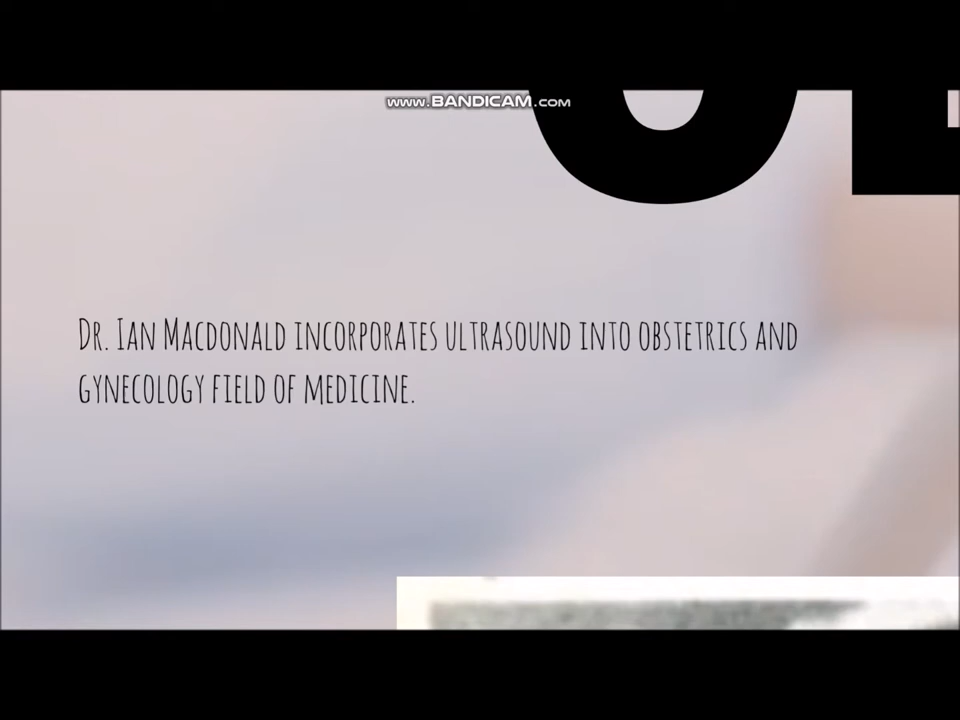 www.BANDICAM.com
Dr. Ian Macdonald incorporates ultrasound into obstetrics and
gynecology field of medicine.